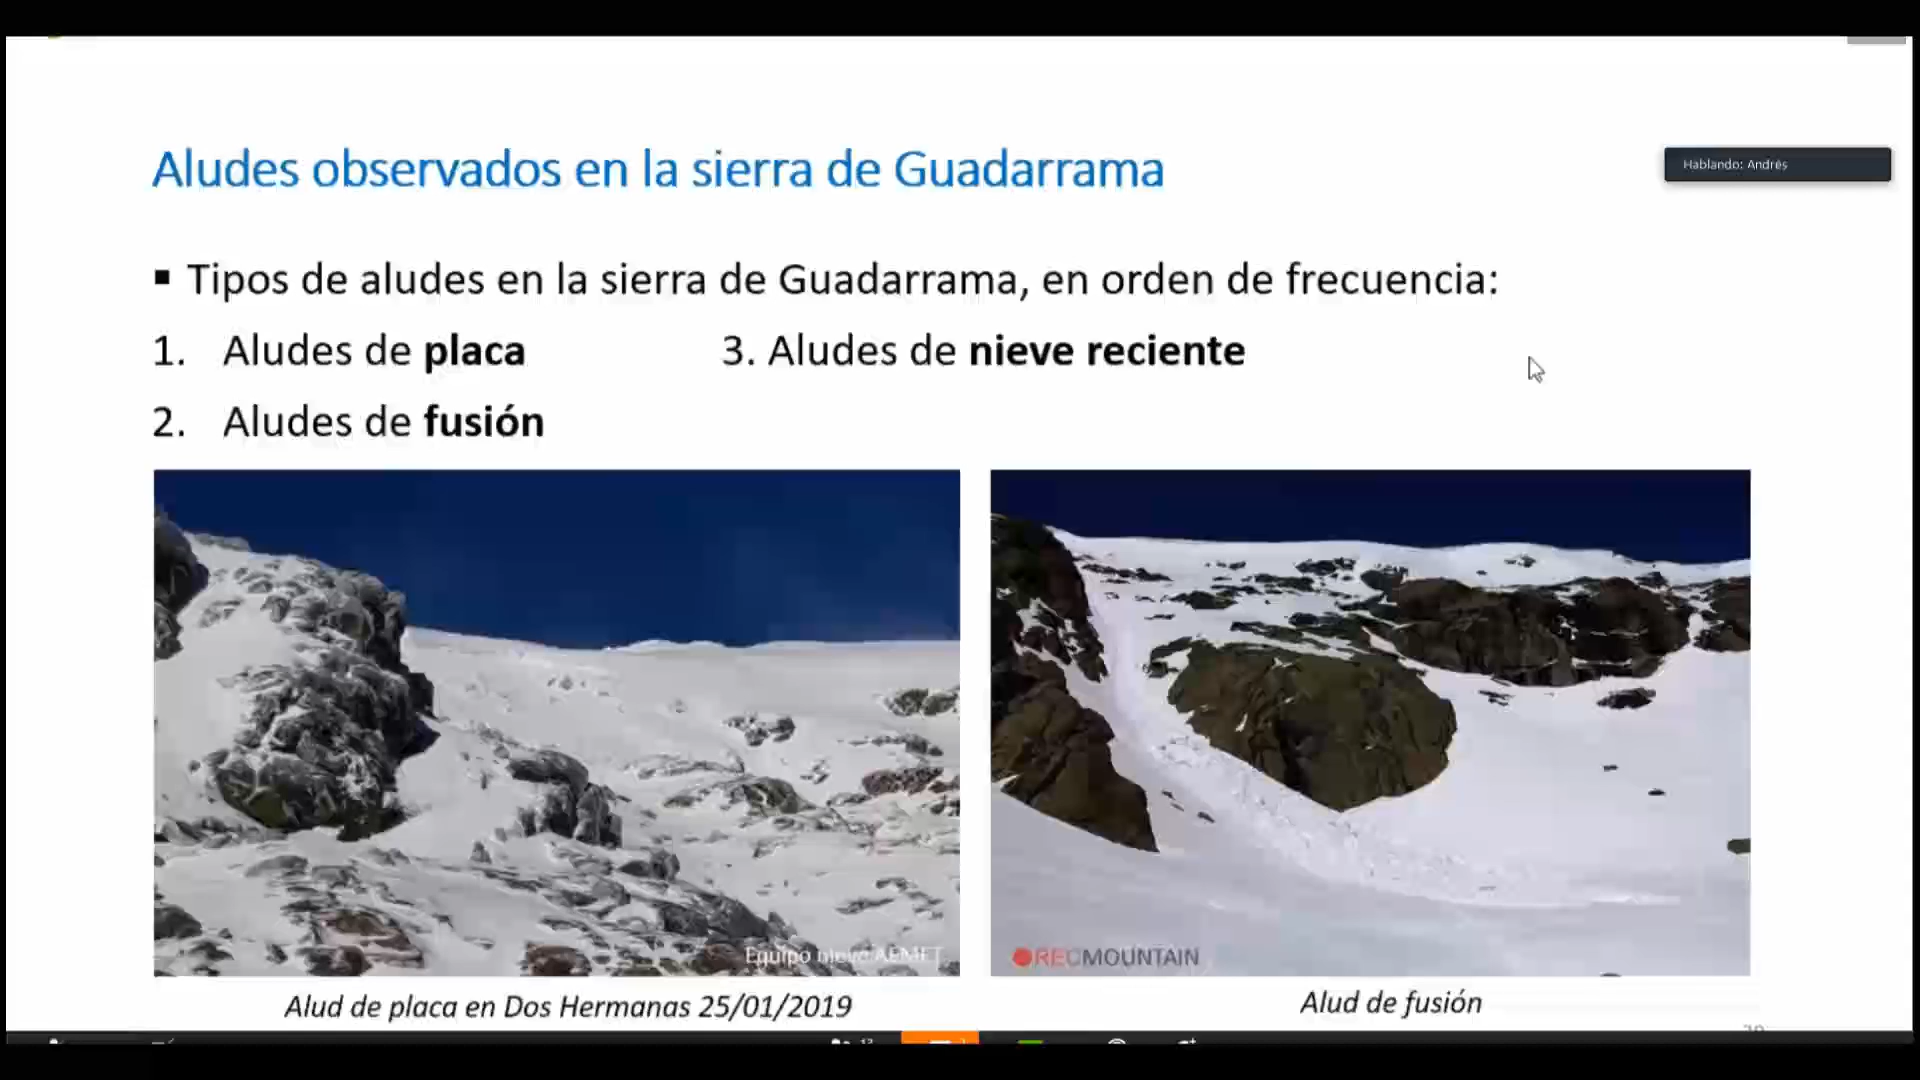 Aludes observados en la sierra de Guadarrama
Hablando: Andrés
▪ Tipos de aludes en la sierra de Guadarrama, en orden de frecuencia:
1. Aludes de placa
3. Aludes de nieve reciente
2. Aludes de fusión
Equipo nieve AEMET
RECMOUNTAIN
Alud de placa en Dos Hermanas 25/01/2019
Alud de fusión